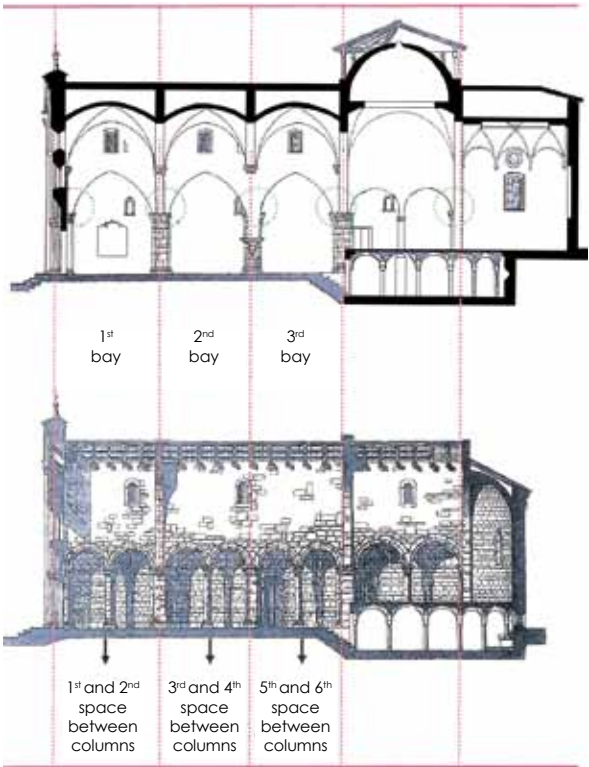 1st
bay
2nd
bay
3rd
bay
1st and 2nd
space
between
columns
3rd and 4th
space
between
columns
5th and 6th
space
between
columns